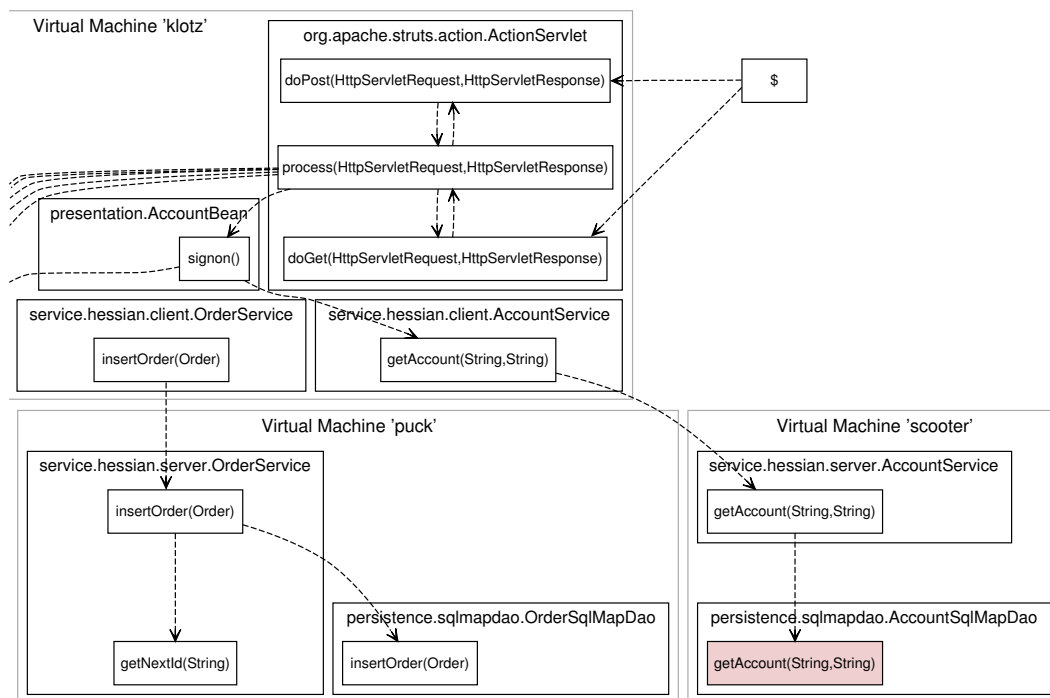 Virtual Machine 'klotz'
org.apache.struts.action.ActionServlet
doPost(HttpServletRequest,HttpServletResponse)
$
process(HttpServletRequest,HttpServletResponse)
presentation.AccountBean
signon()
doGet(HttpServletRequest,HttpServletResponse)
service.hessian.client.OrderService
service.hessian.client.AccountService
insertOrder(Order)
getAccount(String,String)
Virtual Machine 'puck'
Virtual Machine 'scooter'
service.hessian.server.OrderService
service.hessian.server.AccountService
insertOrder(Order)
getAccount(String,String)
persistence.sqlmapdao.OrderSqlMapDao
persistence.sqlmapdao.AccountSqlMapDao
getNextId(String)
insertOrder(Order)
getAccount(String,String)